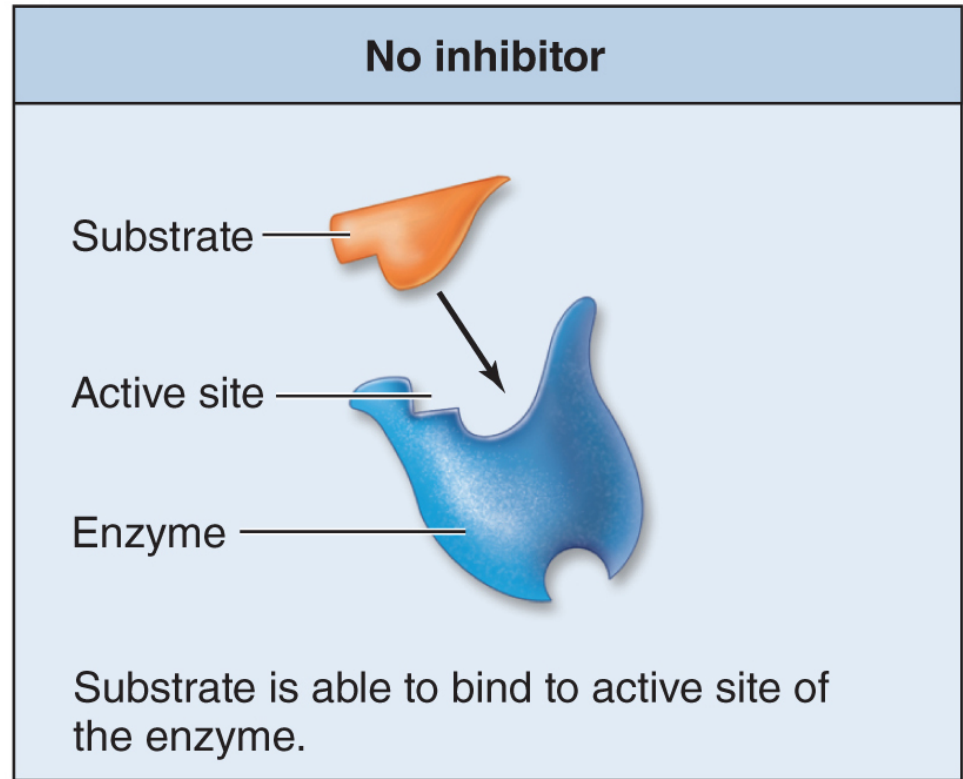 No inhibitor
Substrate
Active site
Enzyme
Substrate is able to bind to active site of
the enzyme.